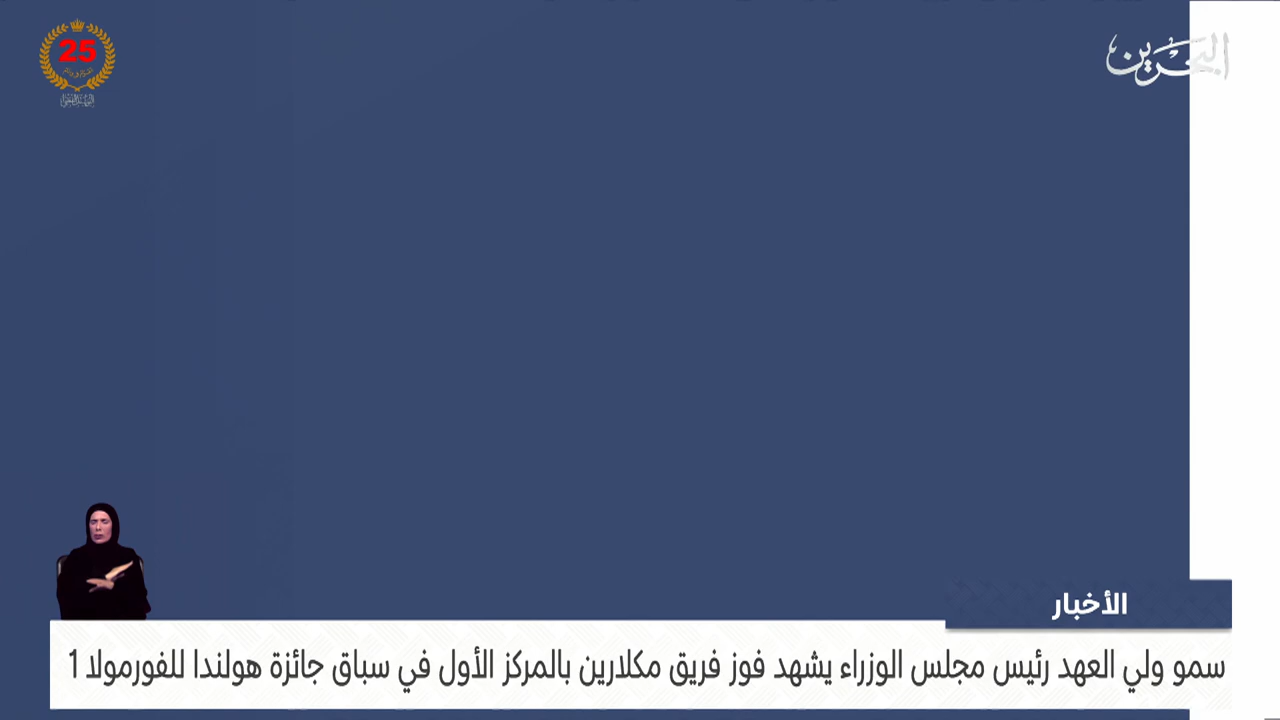 25
البحرين
الأخبار
سمو ولي العهد رئيس مجلس الوزراء يشهد فوز فريق مكلارين بالمركز الأول في سباق جائزة هولندا للفورمولا 1